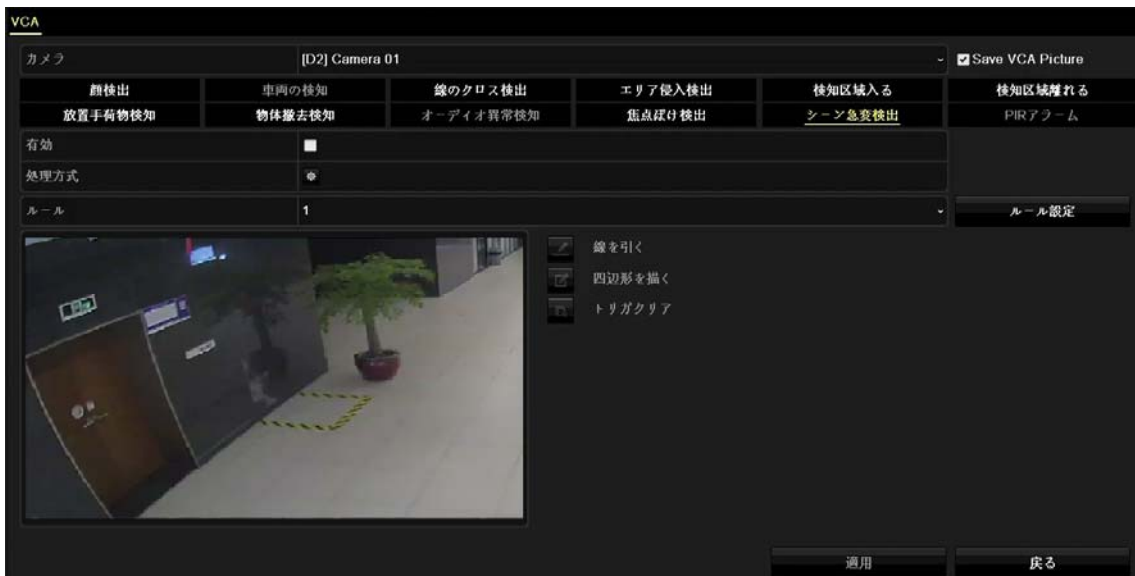 VCA
カメラ [D2] Camera 01 Save VCA Picture
顔検出 車両の検知 線のクロス検出 エリア侵入検出 検知区域入る 検知区域離れる
放置手荷物検知 物体撤去検知 オーディオ異常検知 焦点ぼけ検出 シーン急変検出 PIRアラーム
有効
処理方式
ルール 1 ルール設定
線を引く
四辺形を描く
トリガクリア
適用 戻る